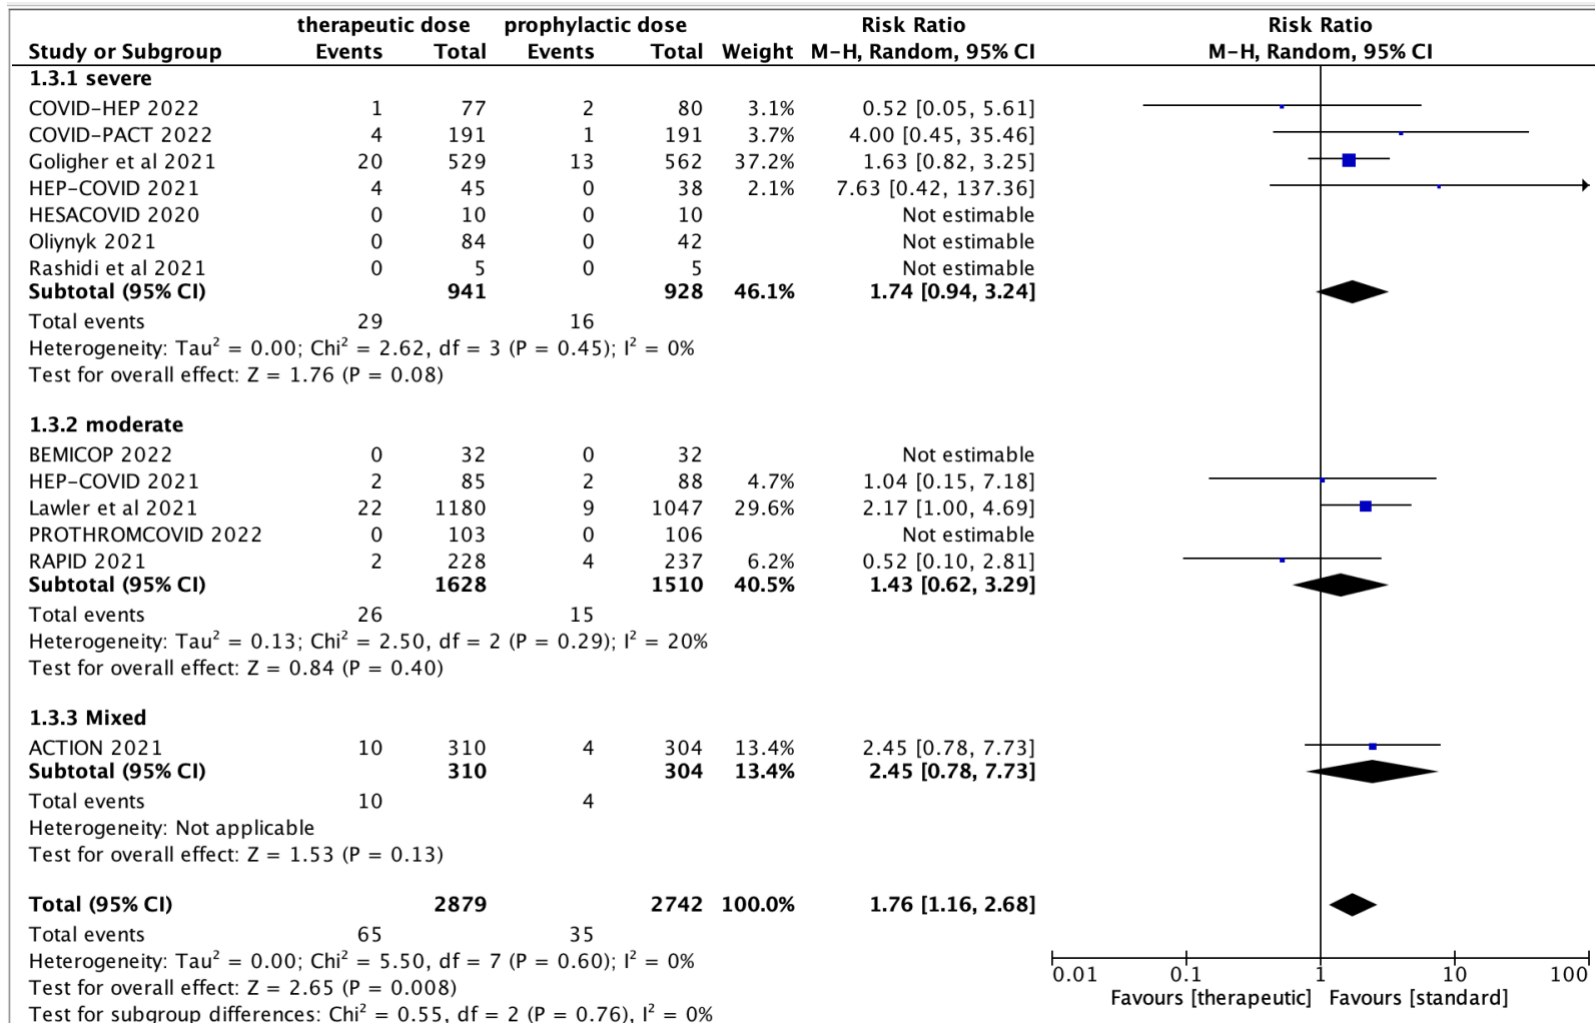 therapeutic dose prophylactic dose Risk Ratio Risk Ratio
Study or Subgroup Events Total Events Total Weight M-H, Random, 95% CI M-H, Random, 95% CI
1.3.1 severe
COVID-HEP 2022 1 77 2 80 3.1% 0.52 [0.05, 5.61]
COVID-PACT 2022 4 191 1 191 3.7% 4.00 [0.45, 35.46]
Goligher et al 2021 20 529 13 562 37.2% 1.63 [0.82, 3.25]
HEP-COVID 2021 4 45 0 38 2.1% 7.63 [0.42, 137.36]
HESACOVID 2020 0 10 0 10 Not estimable
Oliynyk 2021 0 84 0 42 Not estimable
Rashidi et al 2021 0 5 0 5 Not estimable
Subtotal (95% CI) 941 928 46.1% 1.74 [0.94, 3.24]
Total events 29 16
Heterogeneity: Tau² = 0.00; Chi² = 2.62, df = 3 (P = 0.45); I² = 0%
Test for overall effect: Z = 1.76 (P = 0.08)
1.3.2 moderate
BEMICOP 2022 0 32 0 32 Not estimable
HEP-COVID 2021 2 85 2 88 4.7% 1.04 [0.15, 7.18]
Lawler et al 2021 22 1180 9 1047 29.6% 2.17 [1.00, 4.69]
PROTHROMCOVID 2022 0 103 0 106 Not estimable
RAPID 2021 2 228 4 237 6.2% 0.52 [0.10, 2.81]
Subtotal (95% CI) 1628 1510 40.5% 1.43 [0.62, 3.29]
Total events 26 15
Heterogeneity: Tau² = 0.13; Chi² = 2.50, df = 2 (P = 0.29); I² = 20%
Test for overall effect: Z = 0.84 (P = 0.40)
1.3.3 Mixed
ACTION 2021 10 310 4 304 13.4% 2.45 [0.78, 7.73]
Subtotal (95% CI) 310 304 13.4% 2.45 [0.78, 7.73]
Total events 10 4
Heterogeneity: Not applicable
Test for overall effect: Z = 1.53 (P = 0.13)
Total (95% CI) 2879 2742 100.0% 1.76 [1.16, 2.68]
Total events 65 35
Heterogeneity: Tau² = 0.00; Chi² = 5.50, df = 7 (P = 0.60); I² = 0%
Test for overall effect: Z = 2.65 (P = 0.008)
Test for subgroup differences: Chi² = 0.55, df = 2 (P = 0.76), I² = 0%
0.01 0.1 1 10 100
Favours [therapeutic] Favours [standard]